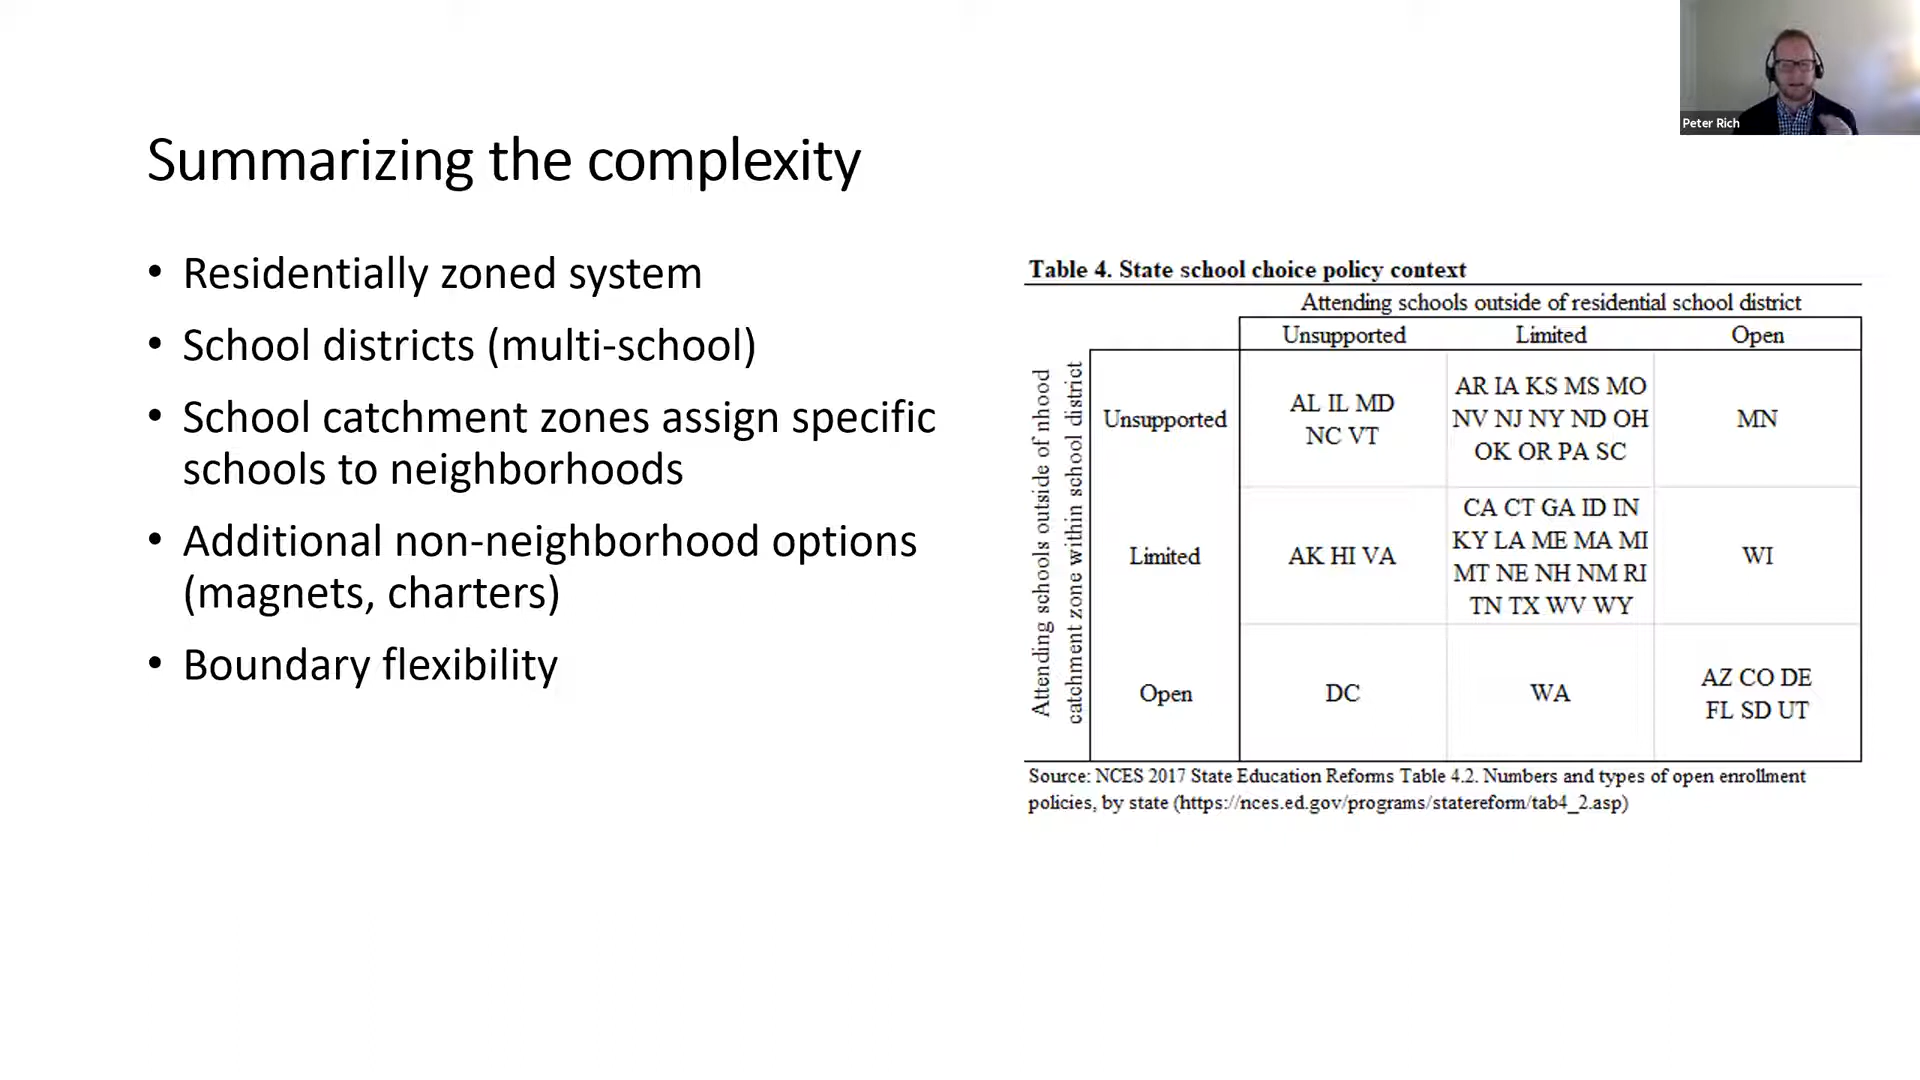 Peter Rich
Summarizing the complexity
• Residentially zoned system
• School districts (multi-school)
• School catchment zones assign specific
schools to neighborhoods
• Additional non-neighborhood options
(magnets, charters)
• Boundary flexibility
Table 4. State school choice policy context
Attending schools outside of residential school district
Unsupported Limited Open
Attending schools outside of nhood
catchment zone within school district
Unsupported
AL IL MD
NC VT
AR IA KS MS MO
NV NJ NY ND OH
OK OR PA SC
MN
Limited
AK HI VA
CA CT GA ID IN
KY LA ME MA MI
MT NE NH NM RI
TN TX WV WY
WI
Open
DC
WA
AZ CO DE
FL SD UT
Source: NCES 2017 State Education Reforms Table 4.2. Numbers and types of open enrollment
policies, by state (https://nces.ed.gov/programs/statereform/tab4_2.asp)